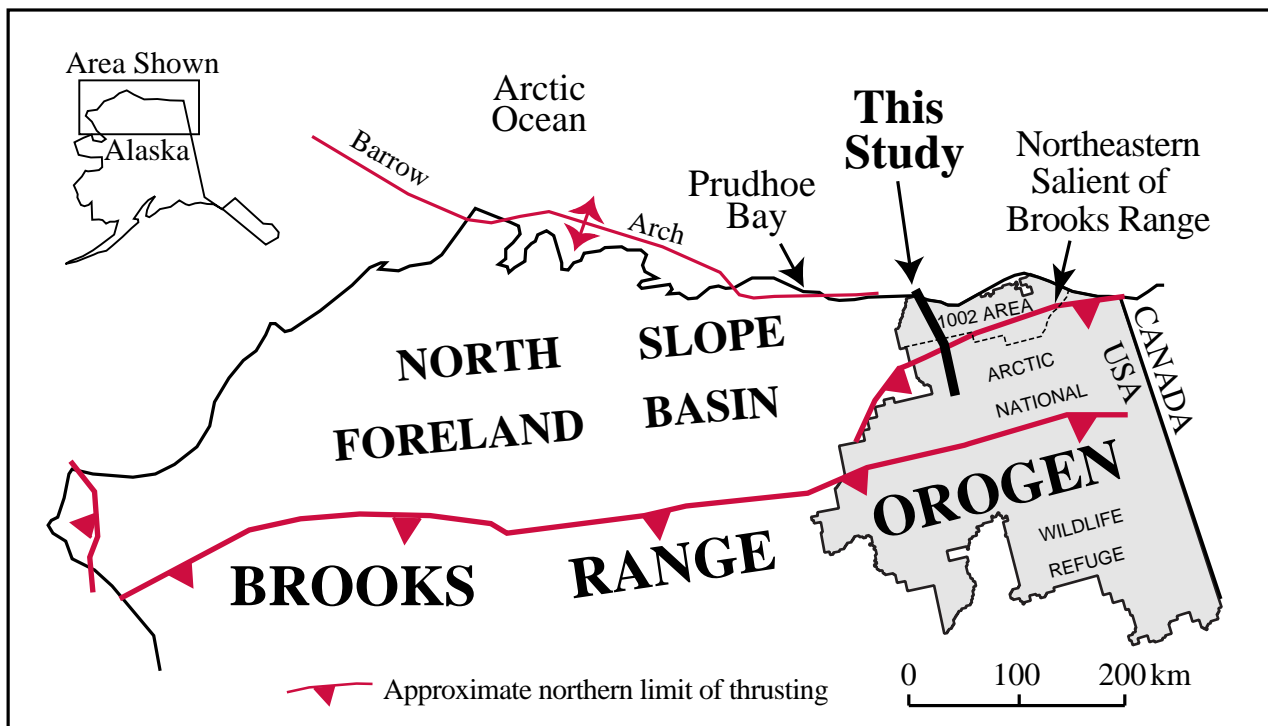 Area Shown
Alaska
Arctic
Ocean
Barrow
Arch
Prudhoe
Bay
This
Study
Northeastern
Salient of
Brooks Range
1002 AREA
NORTH SLOPE
FORELAND BASIN
ARCTIC
NATIONAL
USA
CANADA
OROGEN
WILDLIFE
REFUGE
BROOKS RANGE
Approximate northern limit of thrusting
0 100 200 km